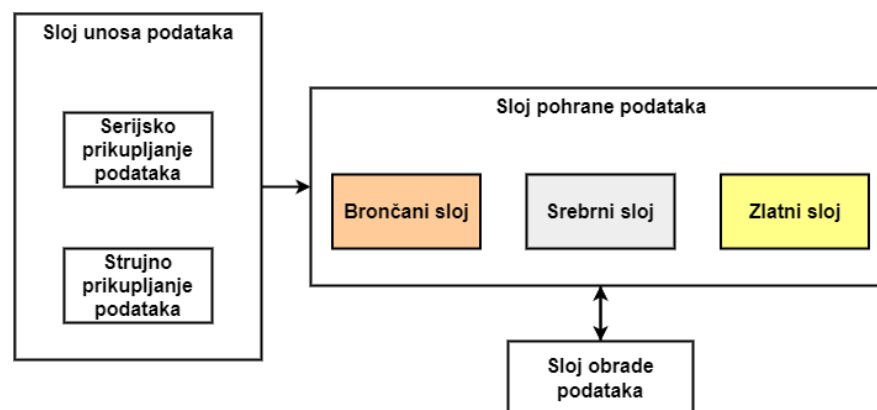 Sloj unosa podataka
Serijsko
prikupljanje
podataka
Strujno
prikupljanje
podataka
Sloj pohrane podataka
Brončani sloj
Srebrni sloj
Zlatni sloj
Sloj obrade
podataka